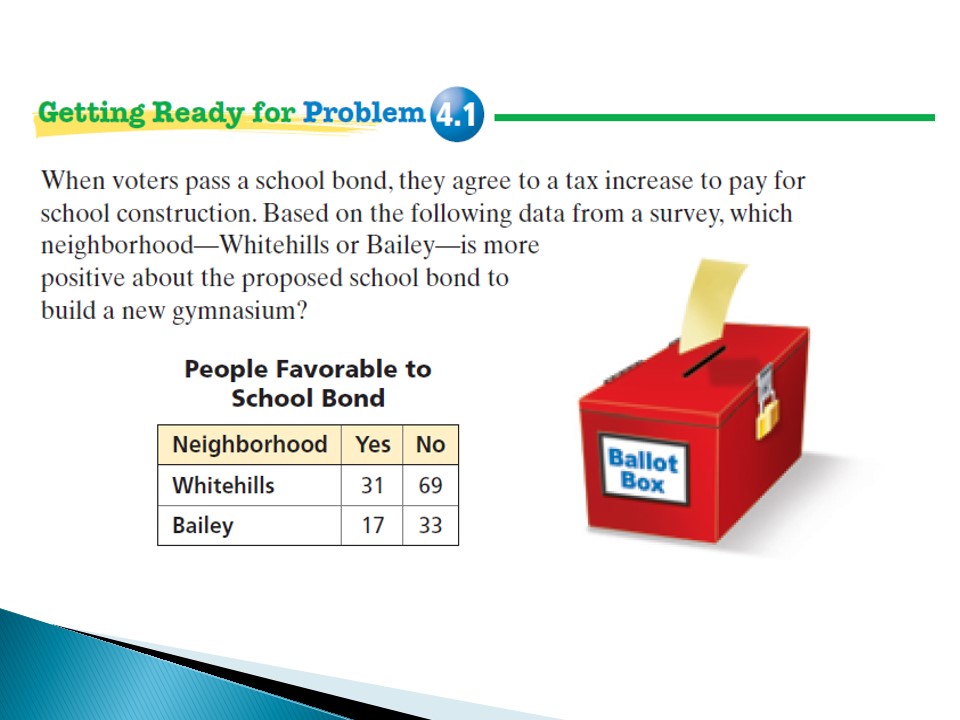 Getting Ready for Problem 4.1
When voters pass a school bond, they agree to a tax increase to pay for
school construction. Based on the following data from a survey, which
neighborhood—Whitehills or Bailey—is more
positive about the proposed school bond to
build a new gymnasium?
People Favorable to
School Bond
Neighborhood Yes No
Whitehills 31 69
Bailey 17 33
Ballot
Box